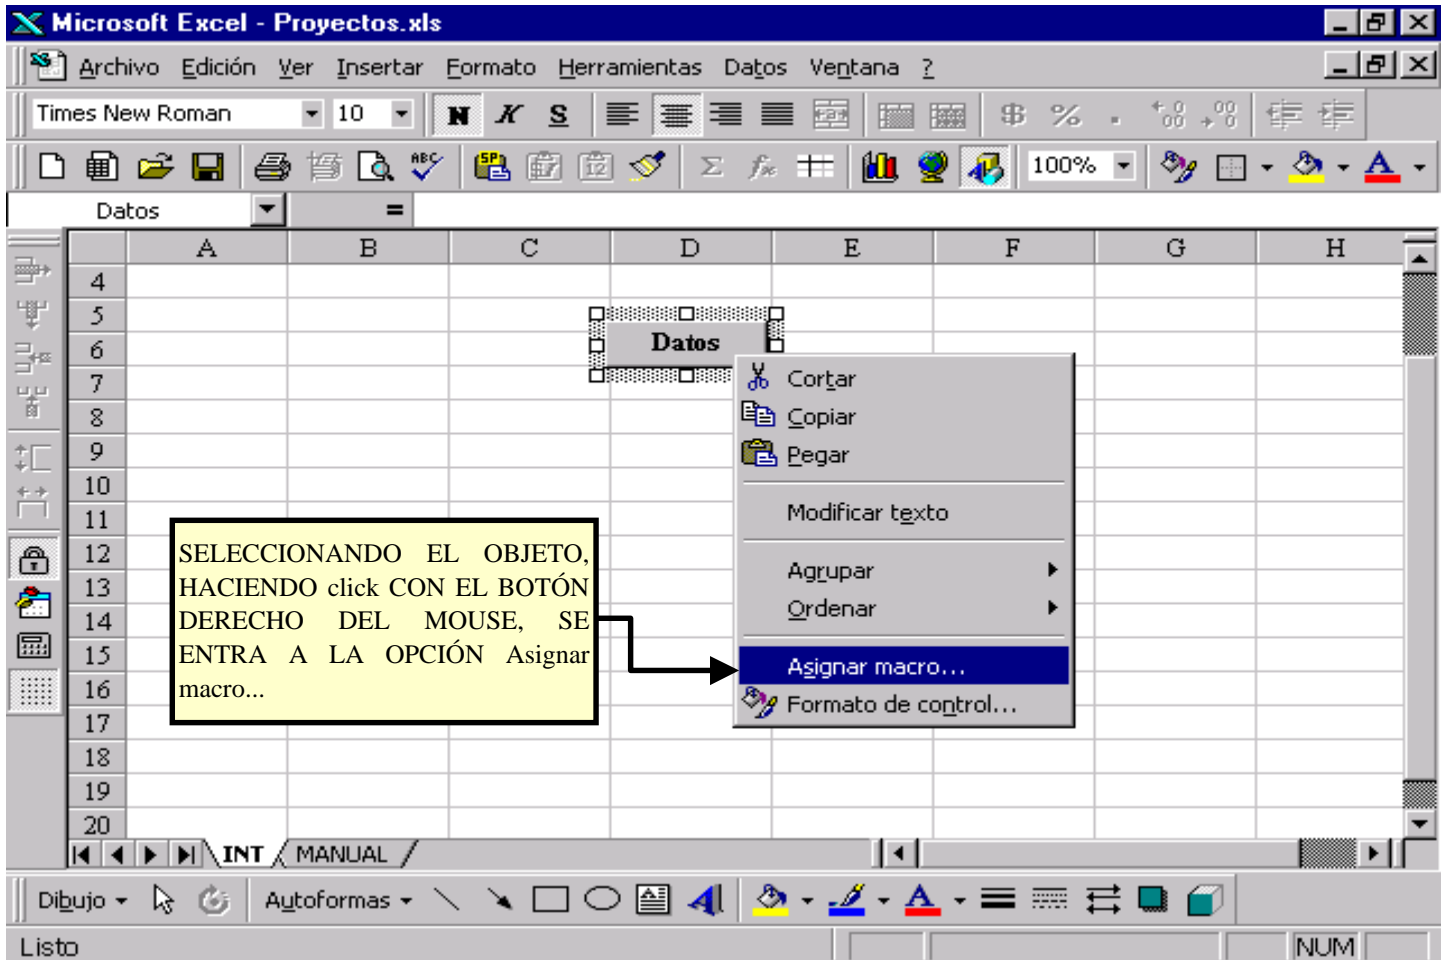 Microsoft Excel - Proyectos.xls
Archivo Edición Ver Insertar Formato Herramientas Datos Ventana ?
Times New Roman 10 N K S $ %
ABC Σ fx 100% A
Datos =
A B C D E F G H
4
5
6
7
8
9
10
11
12
13
14
15
16
17
18
19
20
Datos
Cortar
Copiar
Pegar
Modificar texto
Agrupar
Ordenar
Asignar macro...
Formato de control...
SELECCIONANDO EL OBJETO,
HACIENDO click CON EL BOTÓN
DERECHO DEL MOUSE, SE
ENTRA A LA OPCIÓN Asignar
macro...
INT MANUAL
Dibujo Autoformas A
Listo NUM